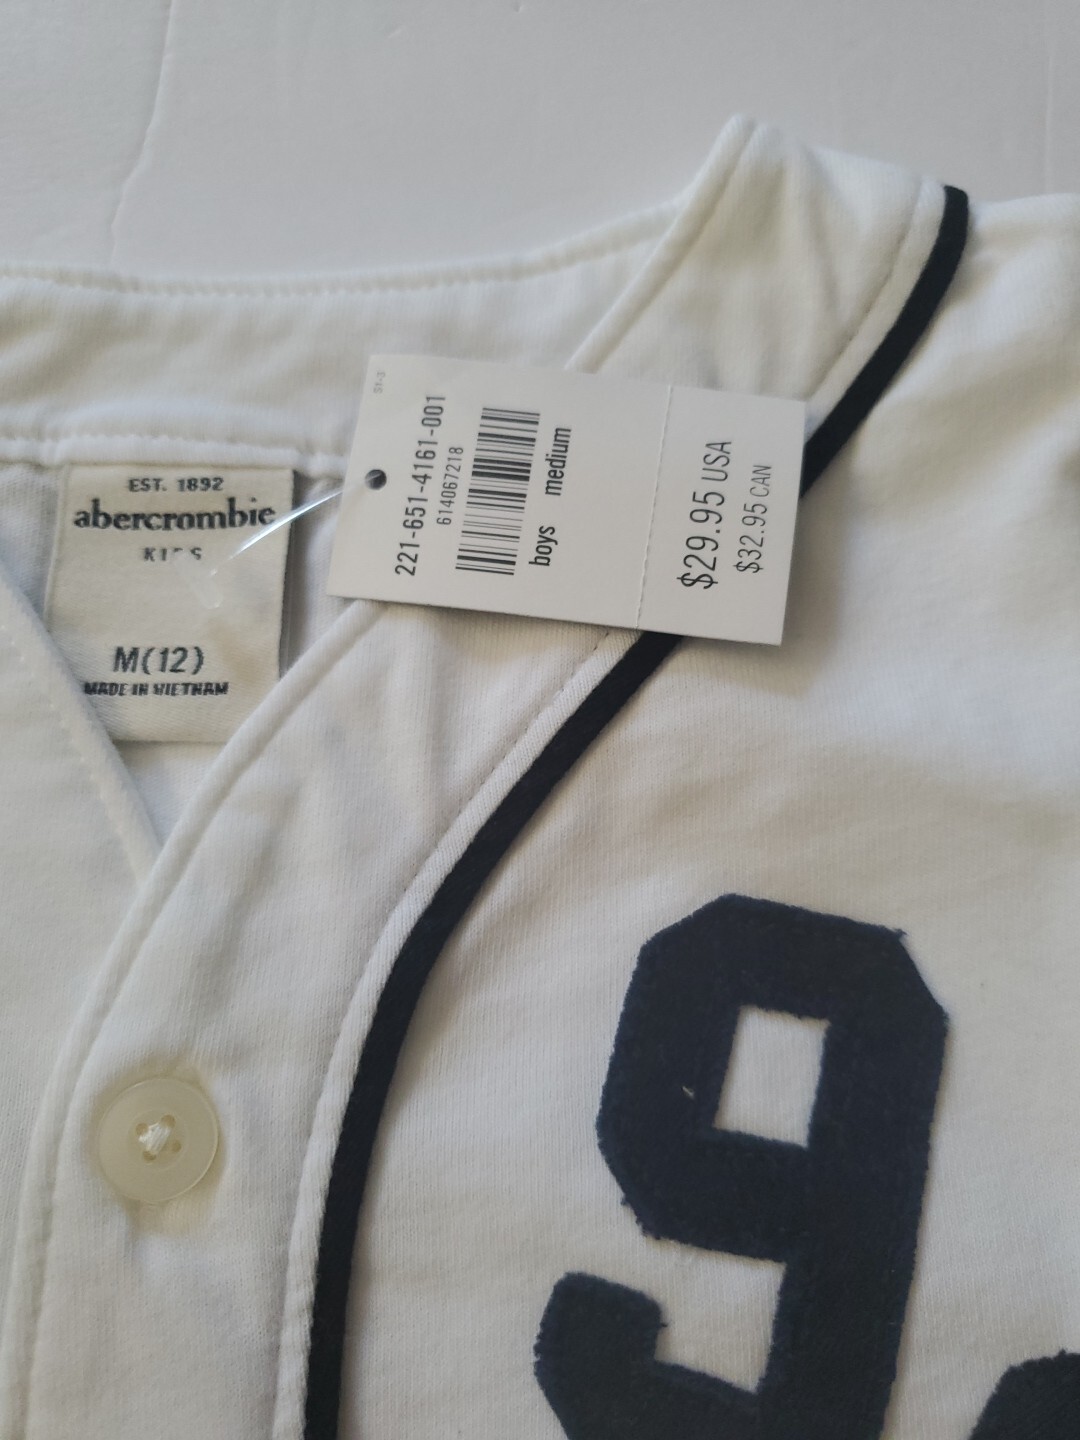 EST. 1892
abercrombie
KIDS
M(12)
MADE IN VIETNAM
221-651-4161-001
614067218
boys medium
$29.95 USA
$32.95 CAN
9